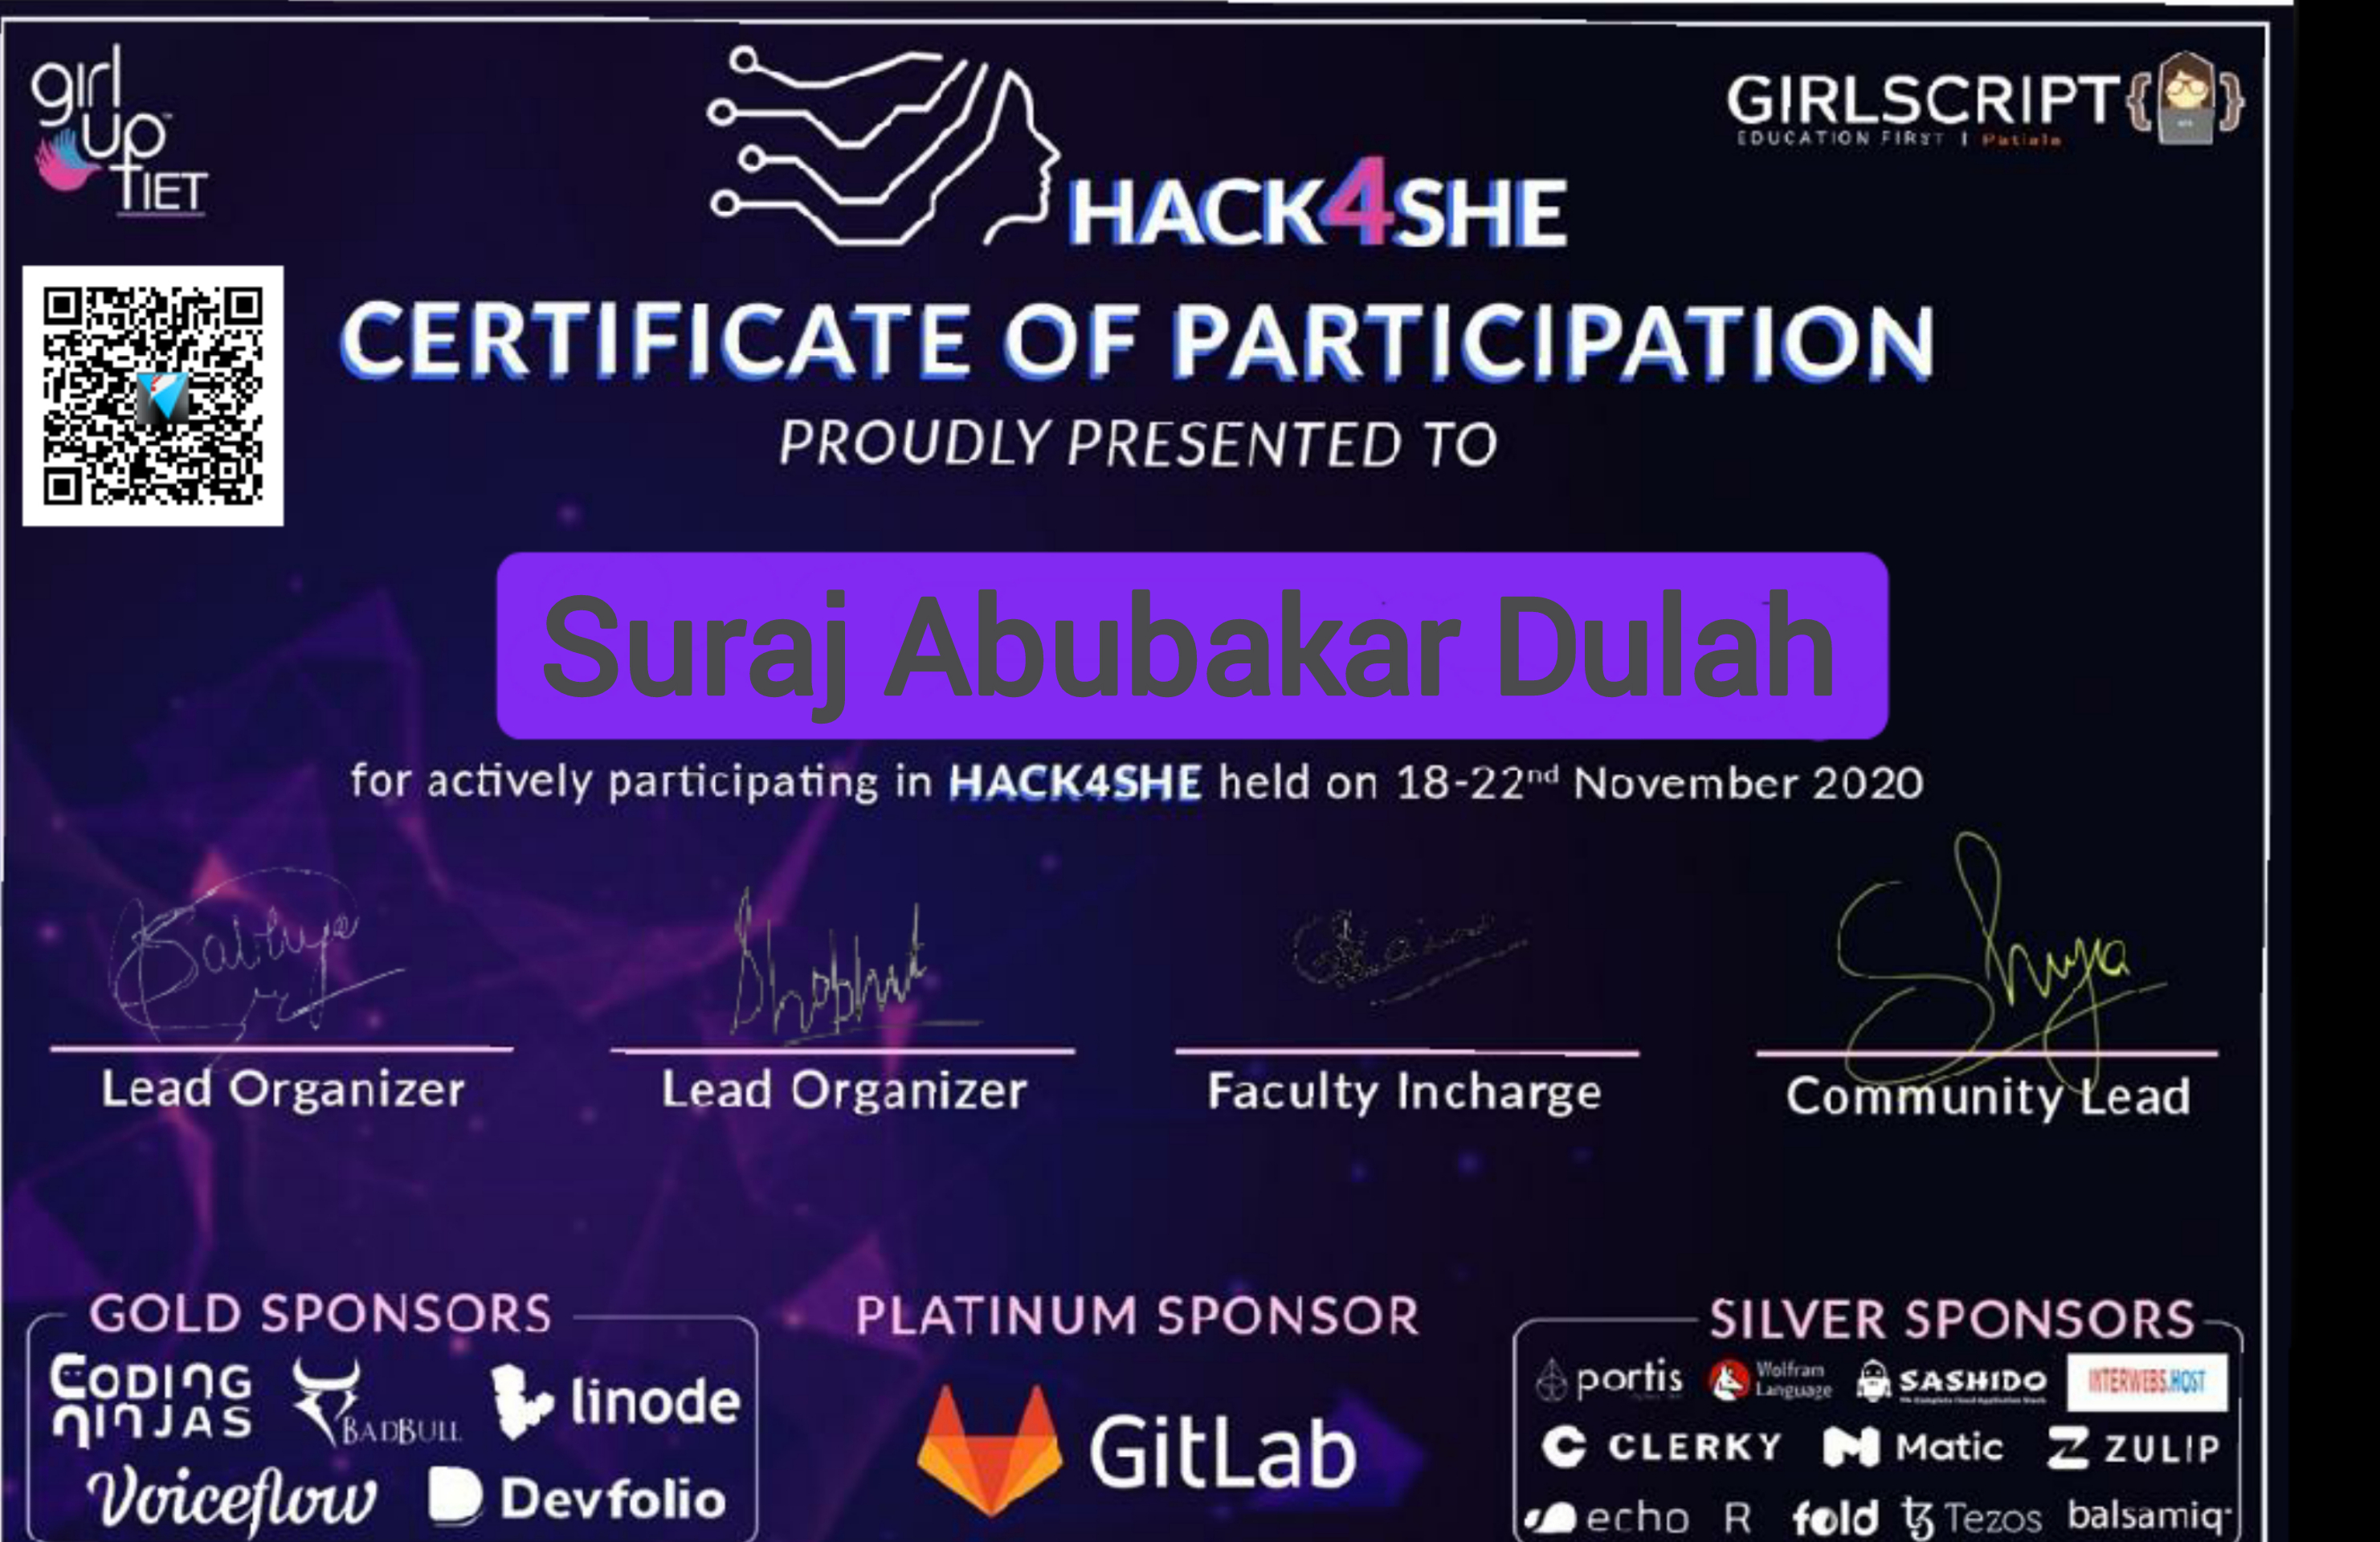 girl up TIET
HACK4SHE
GIRLSCRIPT
EDUCATION FIRST | Patiala
CERTIFICATE OF PARTICIPATION
PROUDLY PRESENTED TO
Suraj Abubakar Dulah
for actively participating in HACK4SHE held on 18-22nd November 2020
Shobhit
Shrya
Lead Organizer Lead Organizer Faculty Incharge Community Lead
GOLD SPONSORS
CODING NINJAS BADBULL linode
Voiceflow Devfolio
PLATINUM SPONSOR
GitLab
SILVER SPONSORS
portis Wolfram Language SASHIDO INTERWEBS.HOST
CLERKY Matic ZULIP
echo R fold Tezos balsamiq